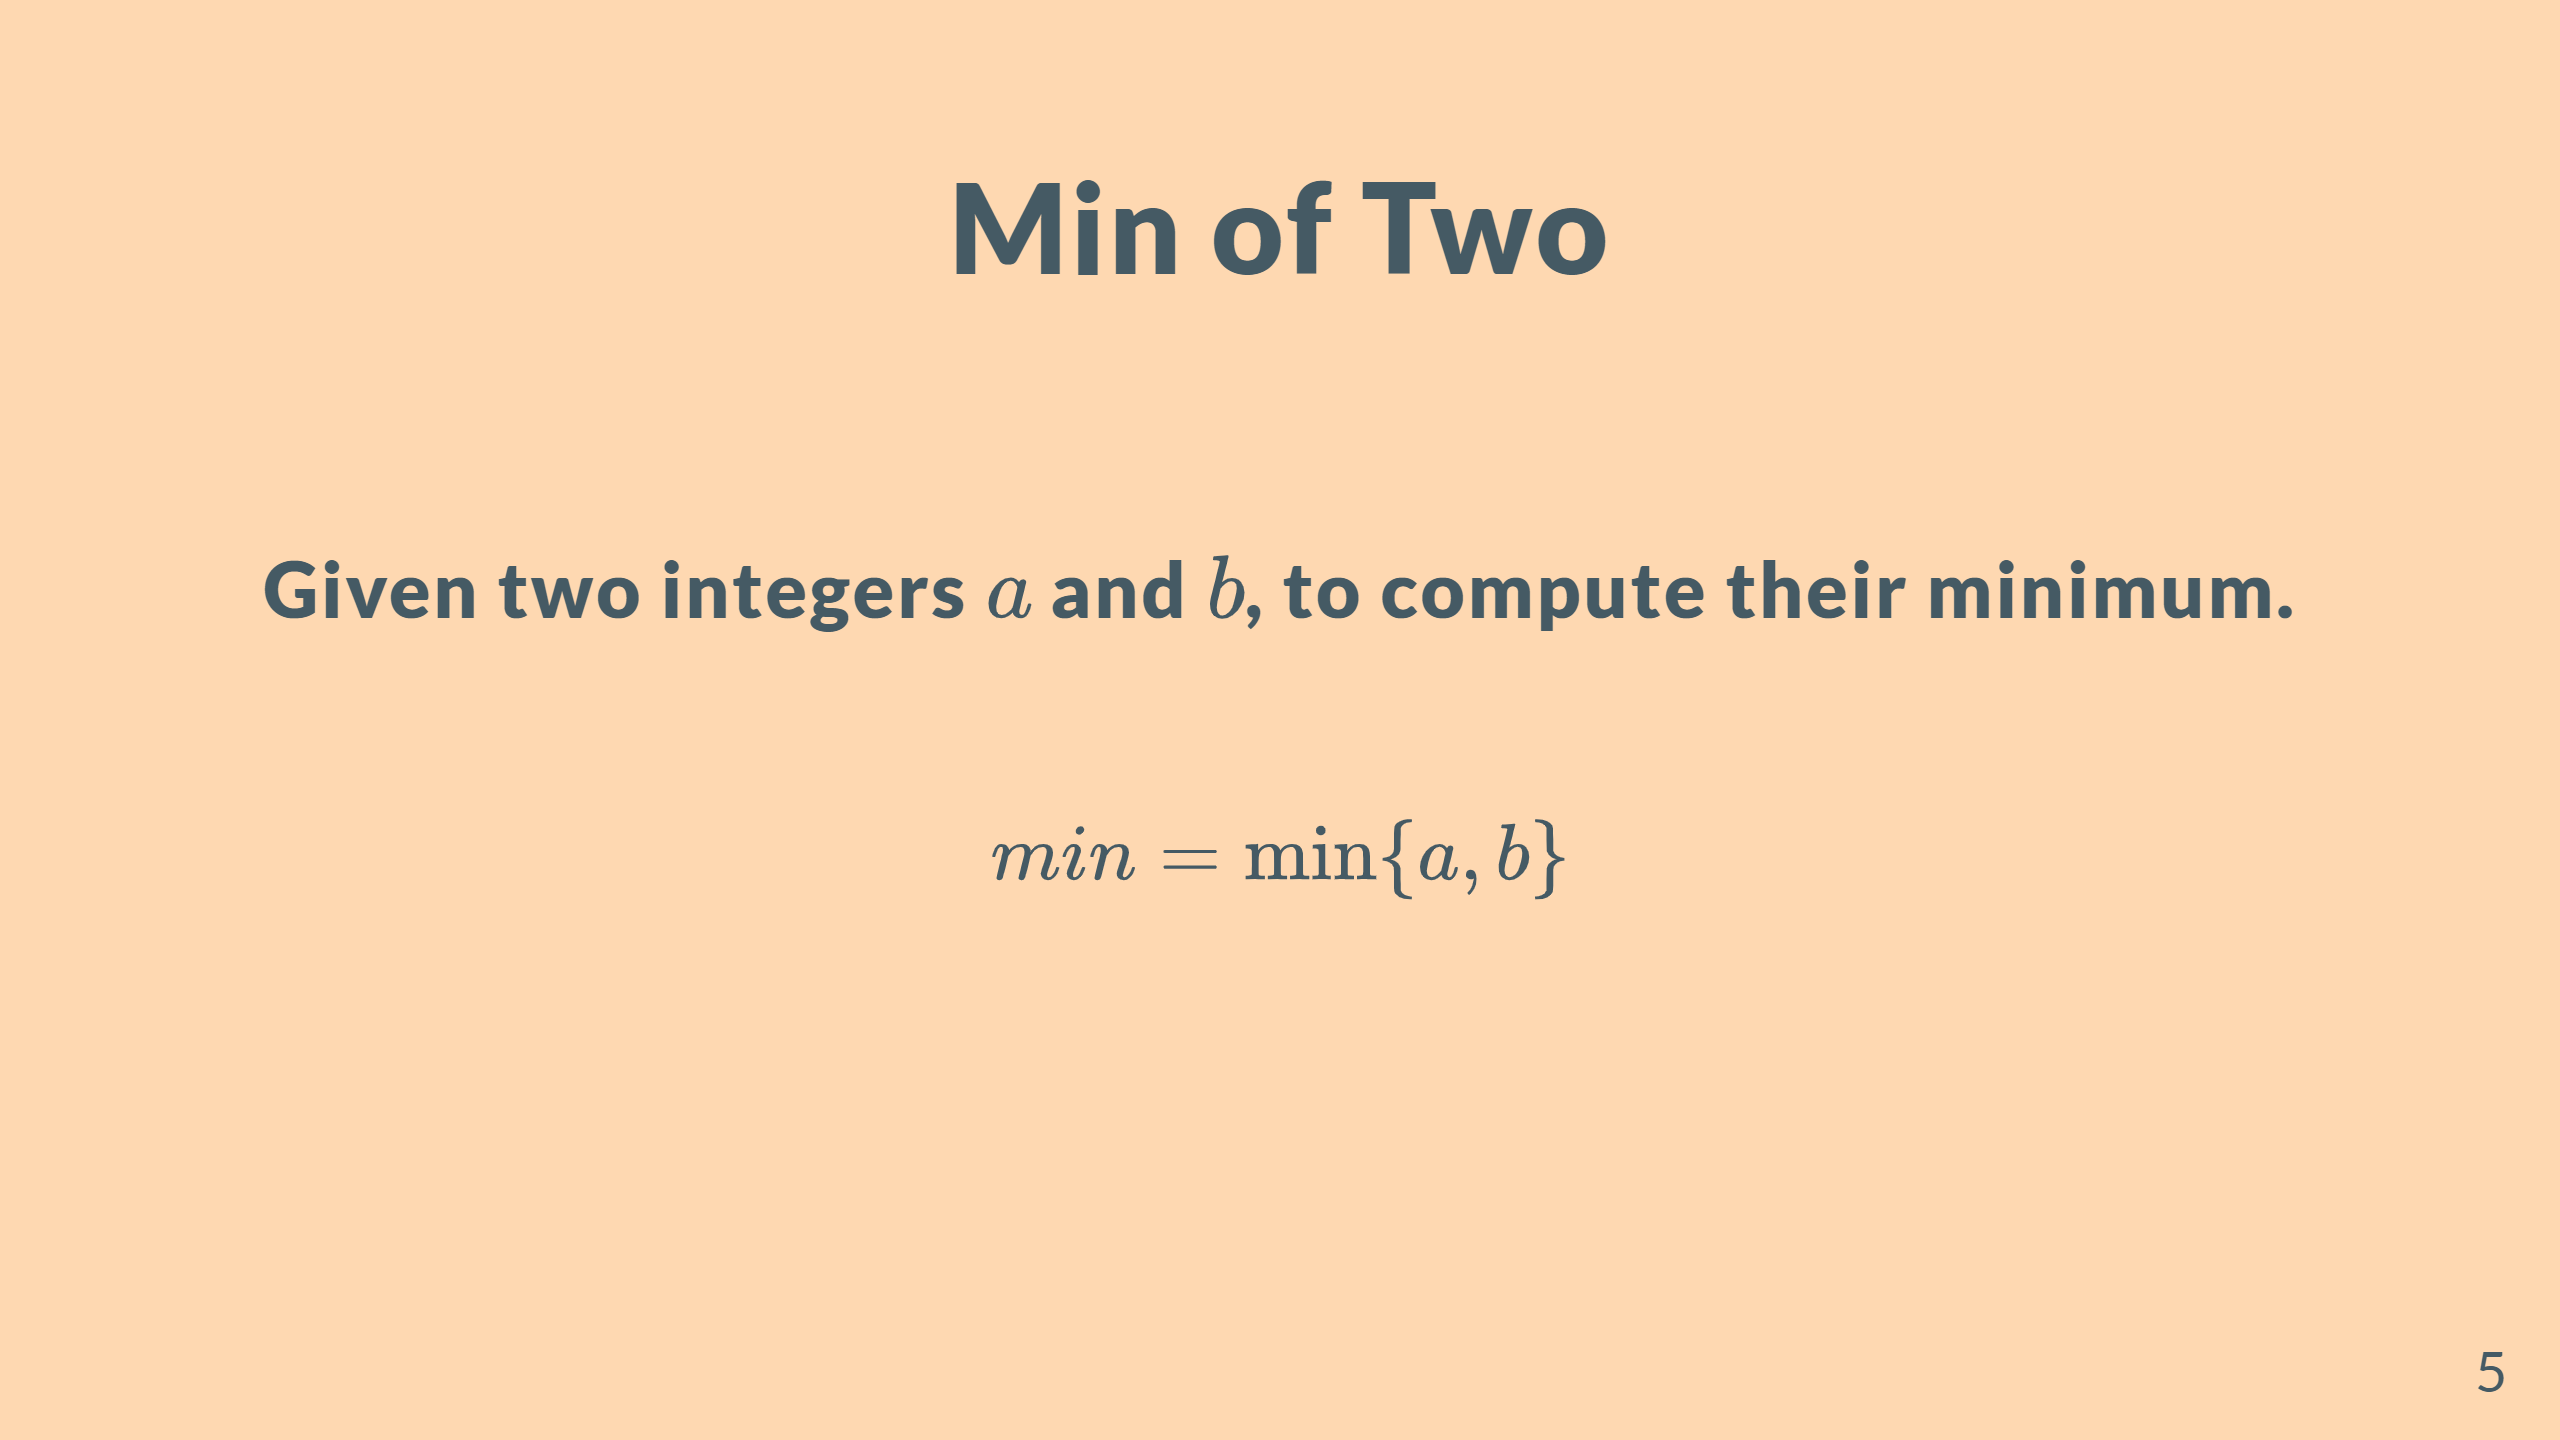 Min of Two
Given two integers a and b, to compute their minimum.
min = min{a, b}
5